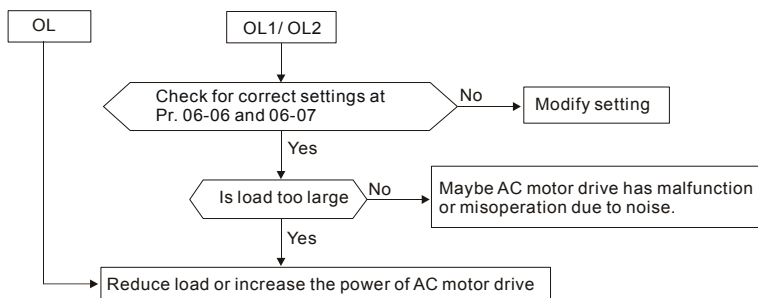 OL
OL1/ OL2
Check for correct settings at
Pr. 06-06 and 06-07
No
Modify setting
Yes
Is load too large
No
Maybe AC motor drive has malfunction
or misoperation due to noise.
Yes
Reduce load or increase the power of AC motor drive